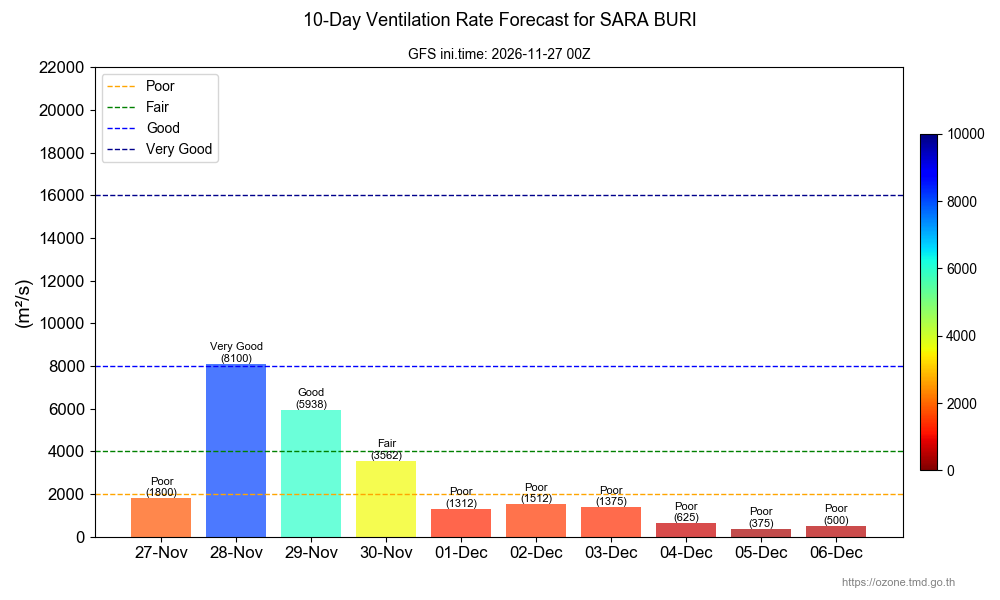 10-Day Ventilation Rate Forecast for SARA BURI
GFS ini.time: 2026-11-27 00Z
22000
20000
18000
16000
14000
12000
10000
8000
6000
4000
2000
0
(m²/s)
Poor
Fair
Good
Very Good
Poor
(1800)
Very Good
(8100)
Good
(5938)
Fair
(3562)
Poor
(1312)
Poor
(1512)
Poor
(1375)
Poor
(625)
Poor
(375)
Poor
(500)
27-Nov
28-Nov
29-Nov
30-Nov
01-Dec
02-Dec
03-Dec
04-Dec
05-Dec
06-Dec
10000
8000
6000
4000
2000
0
https://ozone.tmd.go.th